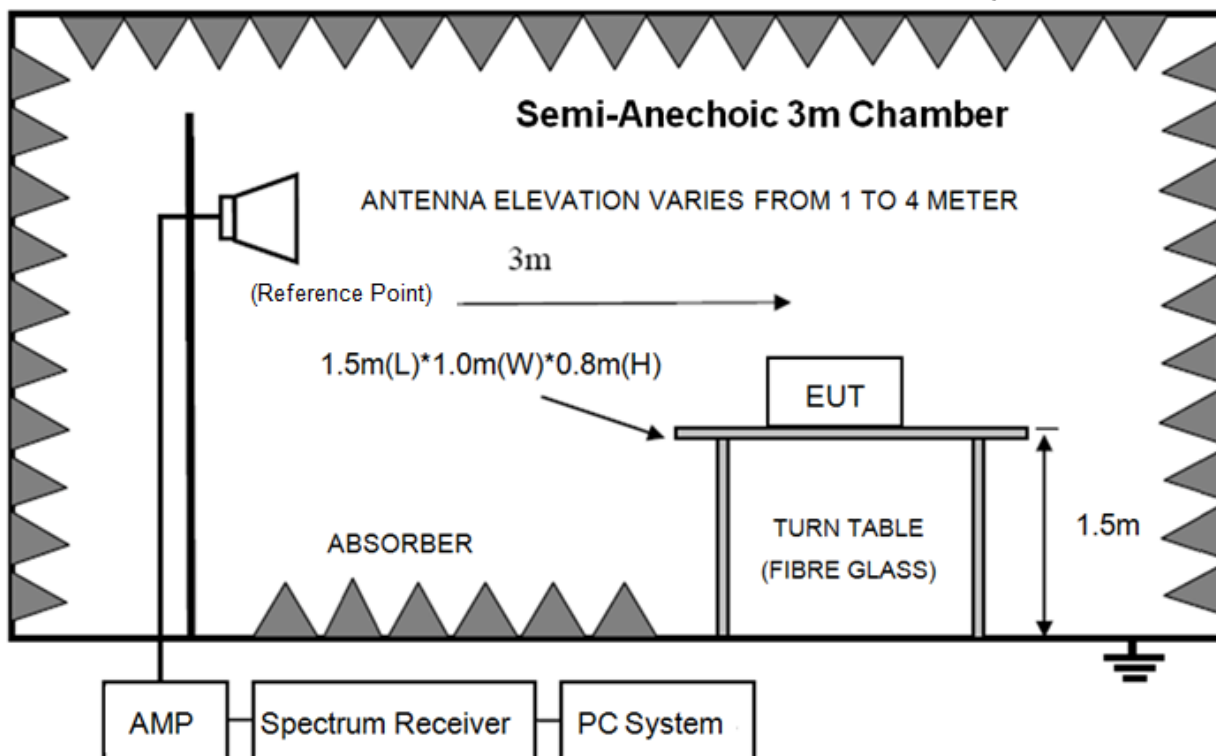 Semi-Anechoic 3m Chamber
ANTENNA ELEVATION VARIES FROM 1 TO 4 METER
3m
(Reference Point)
1.5m(L)*1.0m(W)*0.8m(H)
EUT
TURN TABLE
(FIBRE GLASS)
1.5m
ABSORBER
AMP
Spectrum Receiver
PC System